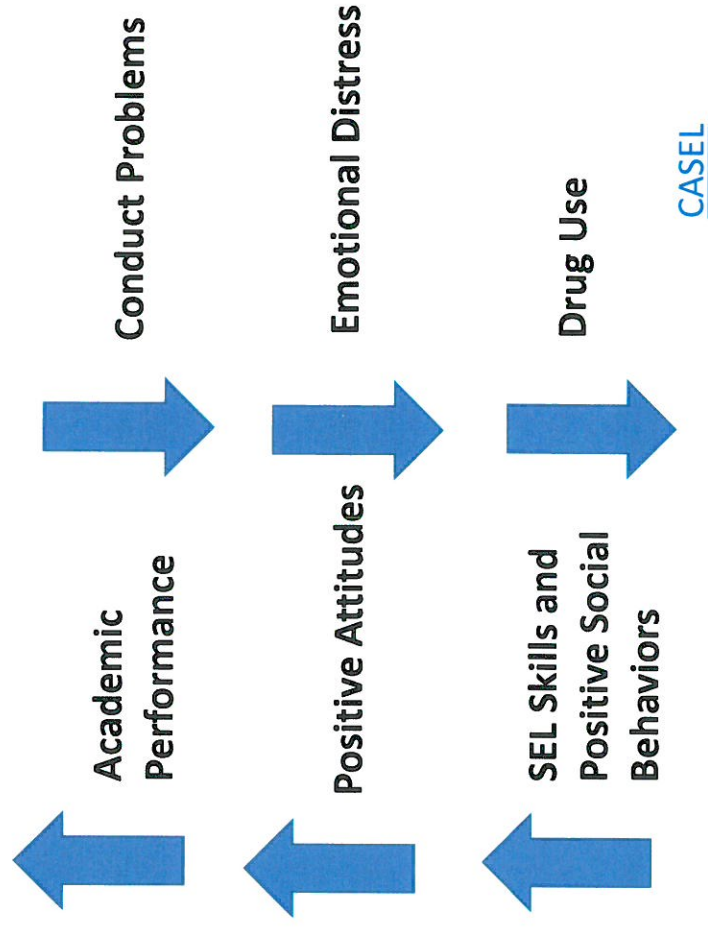 Academic
Performance
Positive Attitudes
SEL Skills and
Positive Social
Behaviors
Conduct Problems
Emotional Distress
Drug Use
CASEL